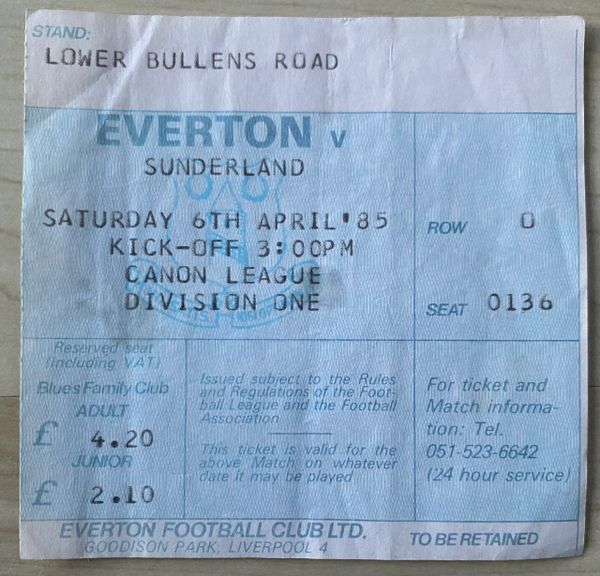 STAND:
LOWER BULLENS ROAD
EVERTON v
SUNDERLAND
SATURDAY 6TH APRIL'85
KICK-OFF 3:00PM
CANON LEAGUE
DIVISION ONE
ROW O
SEAT 0136
Reserved seat
(Including VAT)
Blues Family Club
ADULT
£ 4.20
JUNIOR
£ 2.10
Issued subject to the Rules
and Regulations of the Foot-
ball League and the Football
Association
This ticket is valid for the
above Match on whatever
date it may be played
For ticket and
Match informa-
tion: Tel.
051-523-6642
(24 hour service)
EVERTON FOOTBALL CLUB LTD.
GOODISON PARK, LIVERPOOL 4
TO BE RETAINED